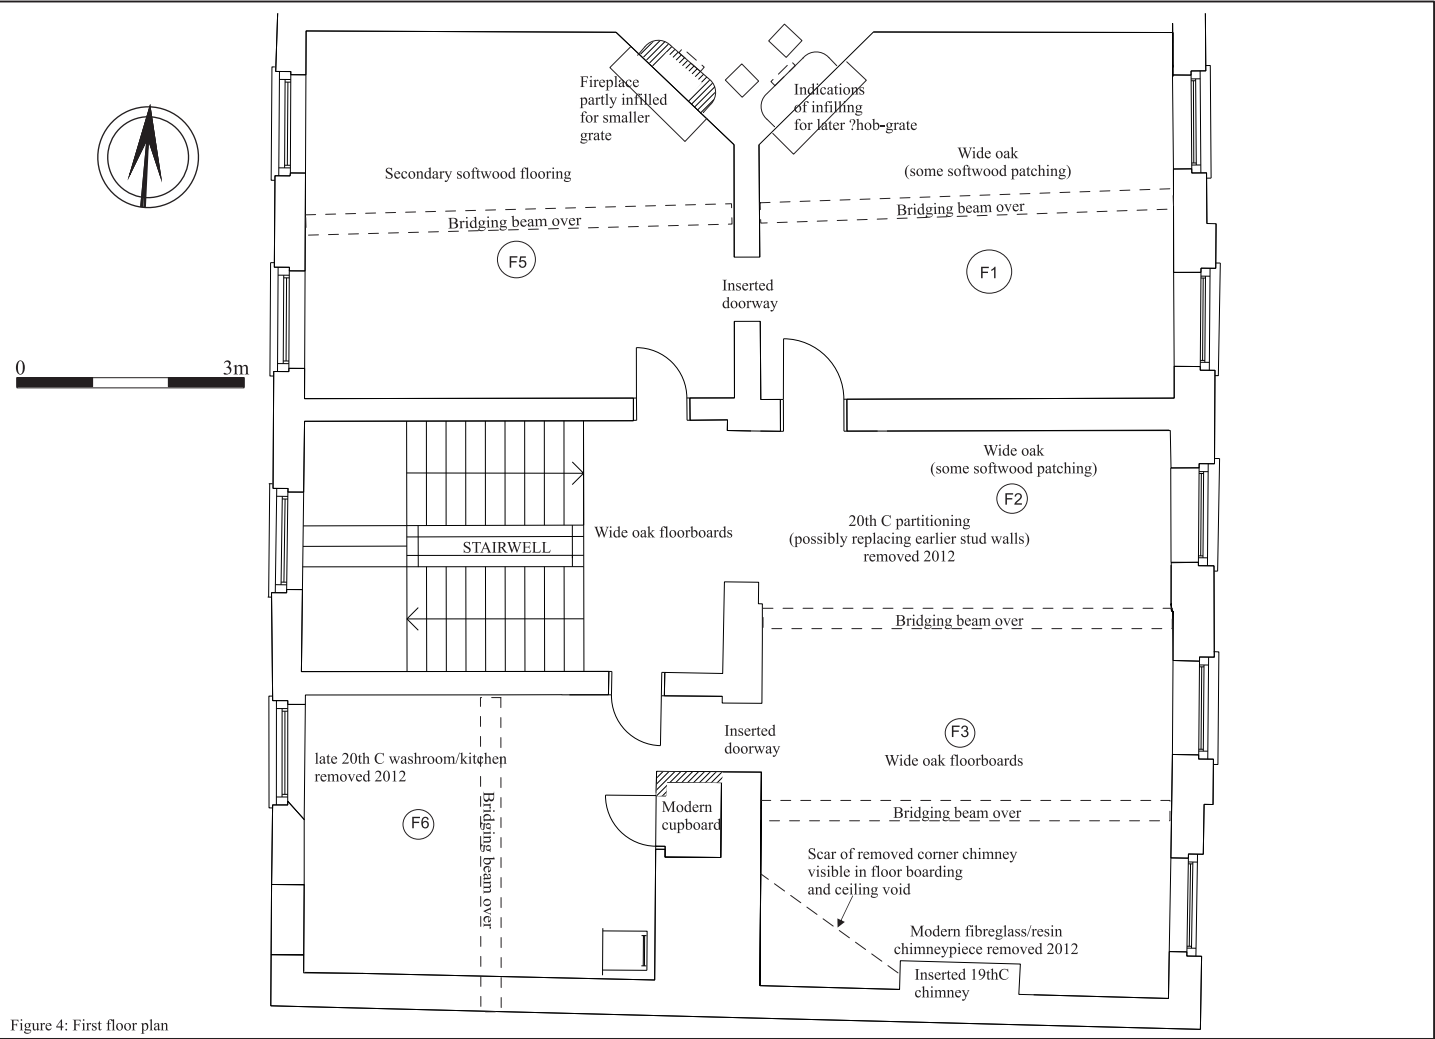 Fireplace
partly infilled
for smaller
grate
Indications
of infilling
for later ?hob-grate
Secondary softwood flooring
Wide oak
(some softwood patching)
Bridging beam over
Bridging beam over
F5
F1
Inserted
doorway
0 3m
Wide oak
(some softwood patching)
F2
Wide oak floorboards
20th C partitioning
(possibly replacing earlier stud walls)
removed 2012
STAIRWELL
Bridging beam over
Inserted
doorway
F3
Wide oak floorboards
late 20th C washroom/kitchen
removed 2012
Bridging beam over
F6
Modern
cupboard
Bridging beam over
Scar of removed corner chimney
visible in floor boarding
and ceiling void
Modern fibreglass/resin
chimneypiece removed 2012
Inserted 19thC
chimney
Figure 4: First floor plan